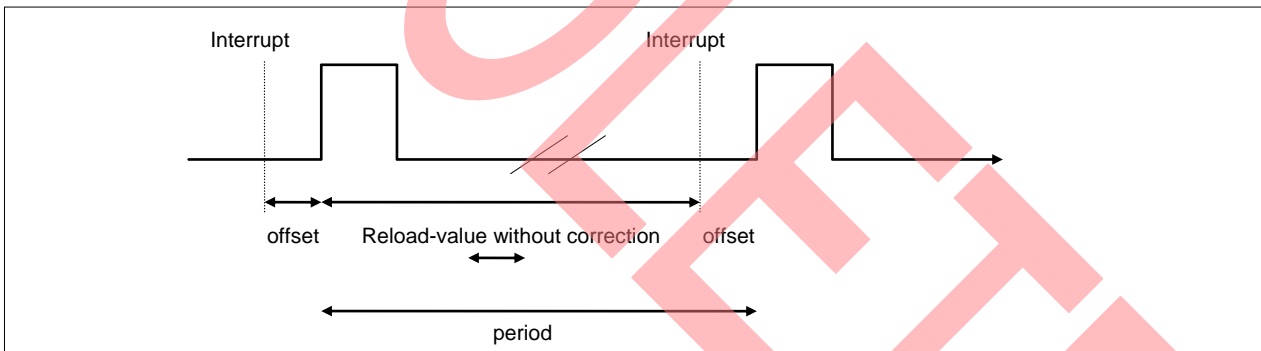 Interrupt
Interrupt
offset
Reload-value without correction
offset
period